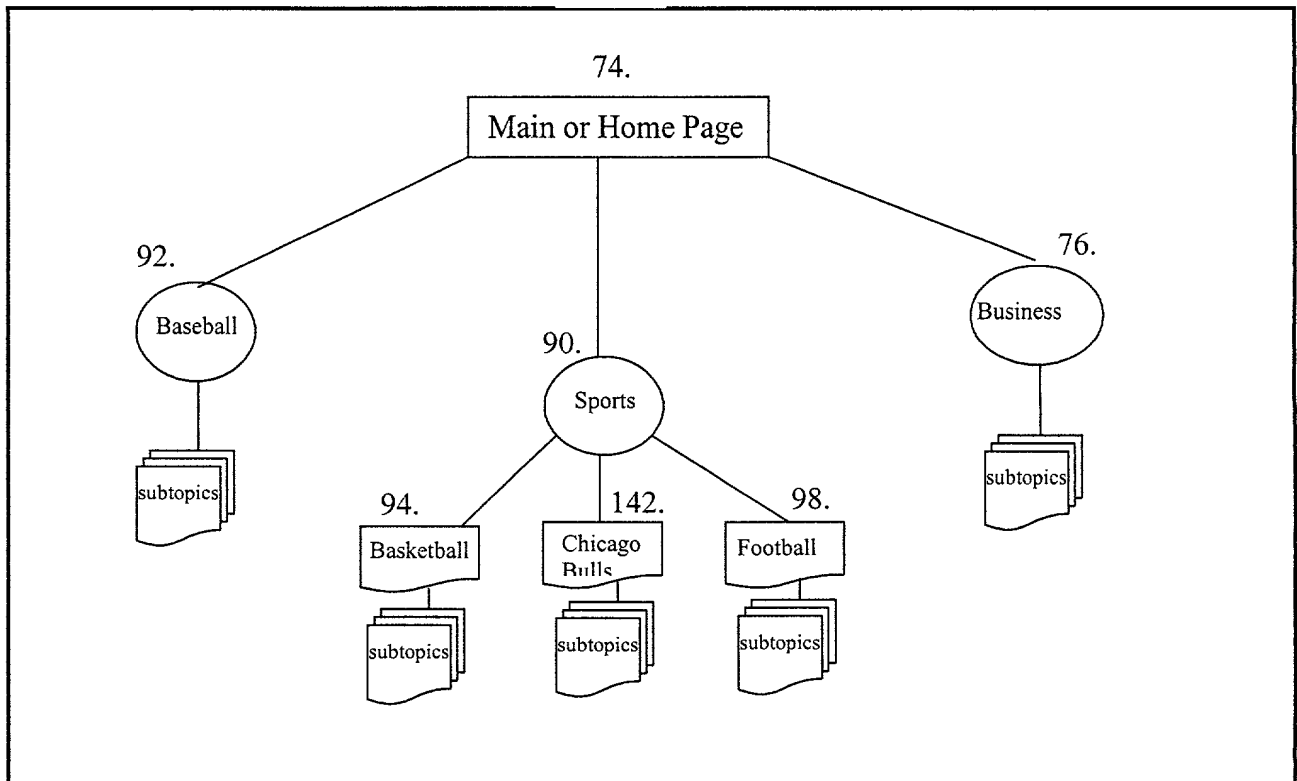 74.
Main or Home Page
92.
76.
Baseball
Business
90.
Sports
subtopics
subtopics
94.
142.
98.
Basketball
Chicago
Bulls
Football
subtopics
subtopics
subtopics